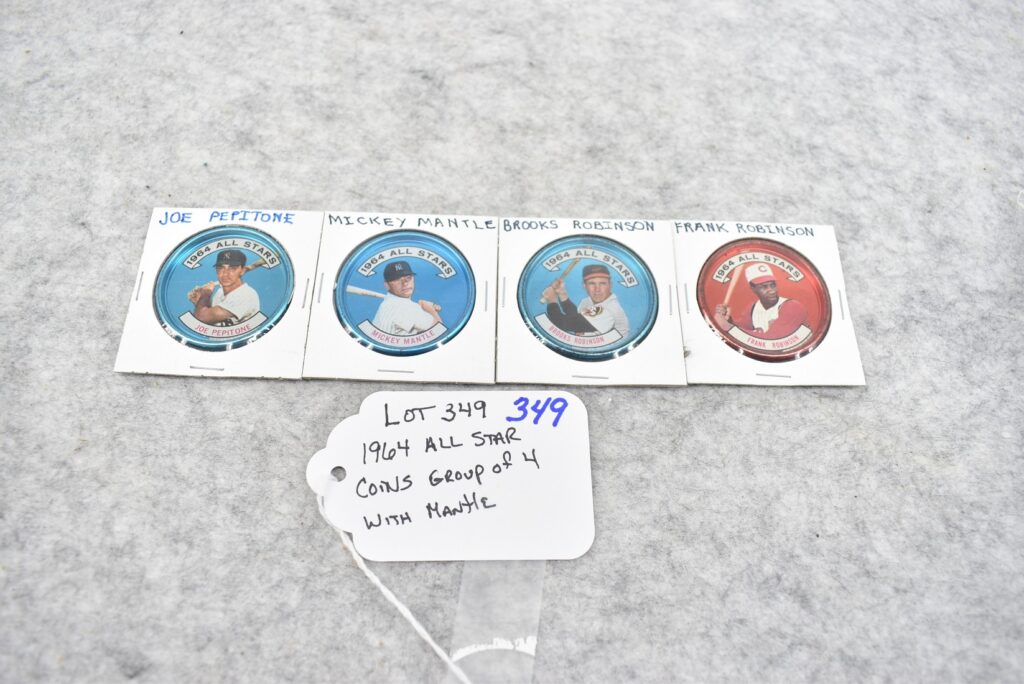 JOE PEPITONE
1964 ALL STARS
JOE PEPITONE
MICKEY MANTLE
1964 ALL STARS
MICKEY MANTLE
BROOKS ROBINSON
1964 ALL STARS
BROOKS ROBINSON
FRANK ROBINSON
1964 ALL STARS
C
FRANK ROBINSON
LOT 349 349
1964 ALL STAR
COINS GROUP of 4
WITH MANTLE